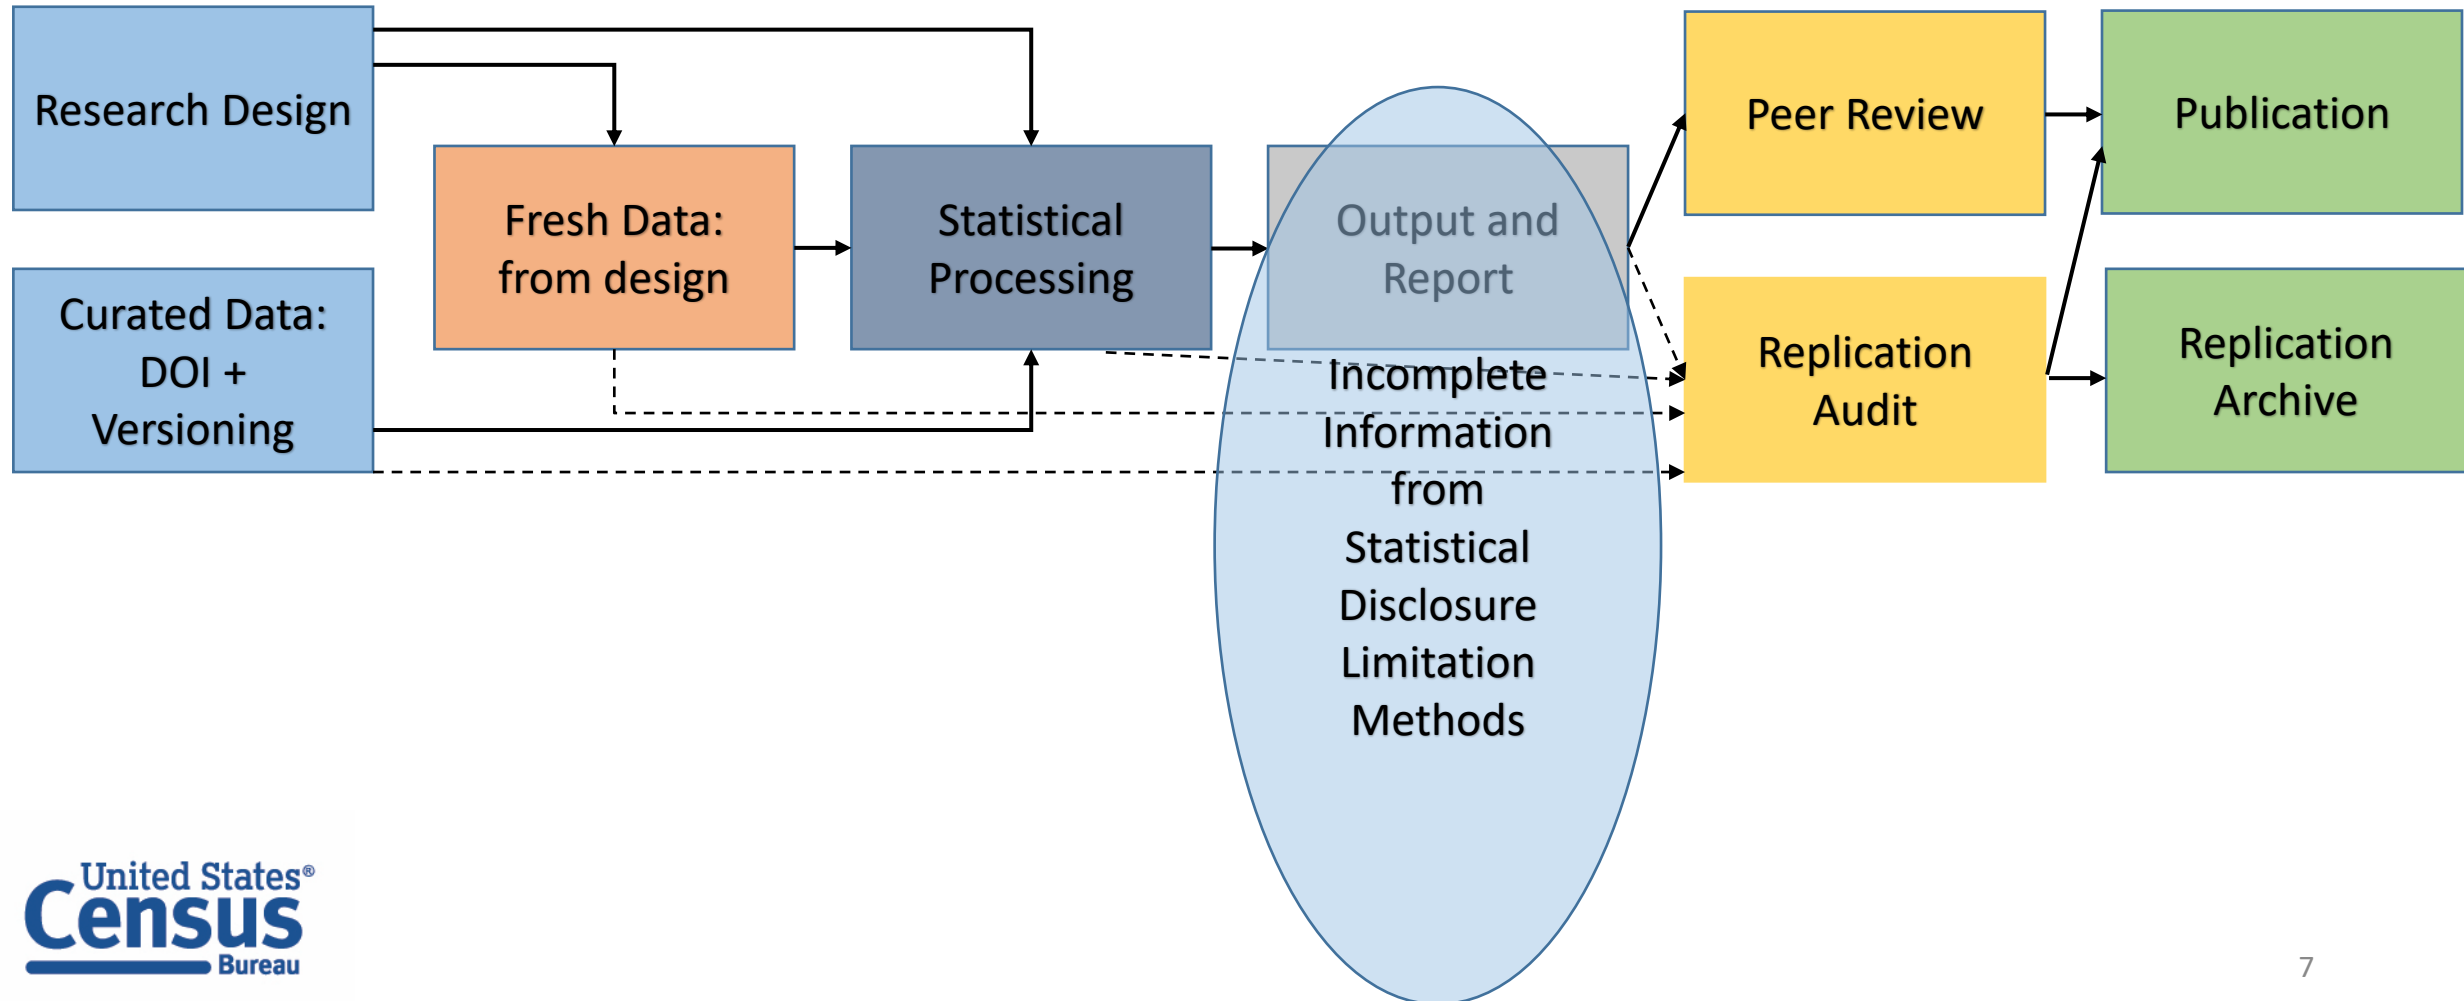 Research Design
Curated Data:
DOI +
Versioning
Fresh Data:
from design
Statistical
Processing
Output and
Report
Incomplete
Information
from
Statistical
Disclosure
Limitation
Methods
Peer Review
Replication
Audit
Publication
Replication
Archive
United States®
Census
Bureau
7